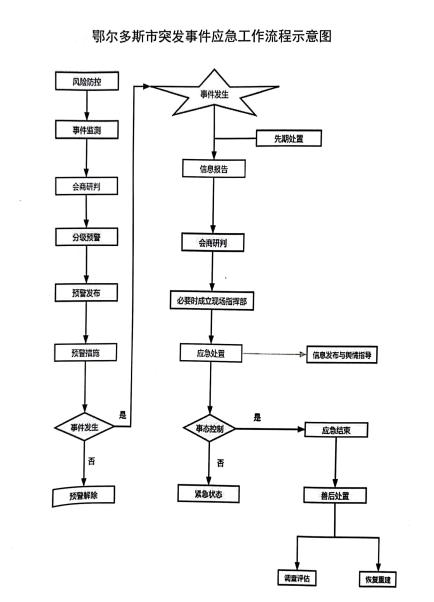 鄂尔多斯市突发事件应急工作流程示意图
风险防控
事件监测
会商研判
分级预警
预警发布
预警措施
事件发生
是
否
预警解除
事件发生
先期处置
信息报告
会商研判
必要时成立现场指挥部
应急处置
信息发布与舆情指导
事态控制
是
否
紧急状态
应急结束
善后处置
调查评估
恢复重建